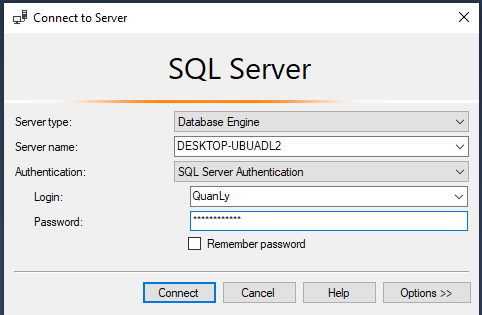 Connect to Server
SQL Server
Server type: Database Engine
Server name: DESKTOP-UBUADL2
Authentication: SQL Server Authentication
Login: QuanLy
Password: ************
Remember password
Connect Cancel Help Options >>